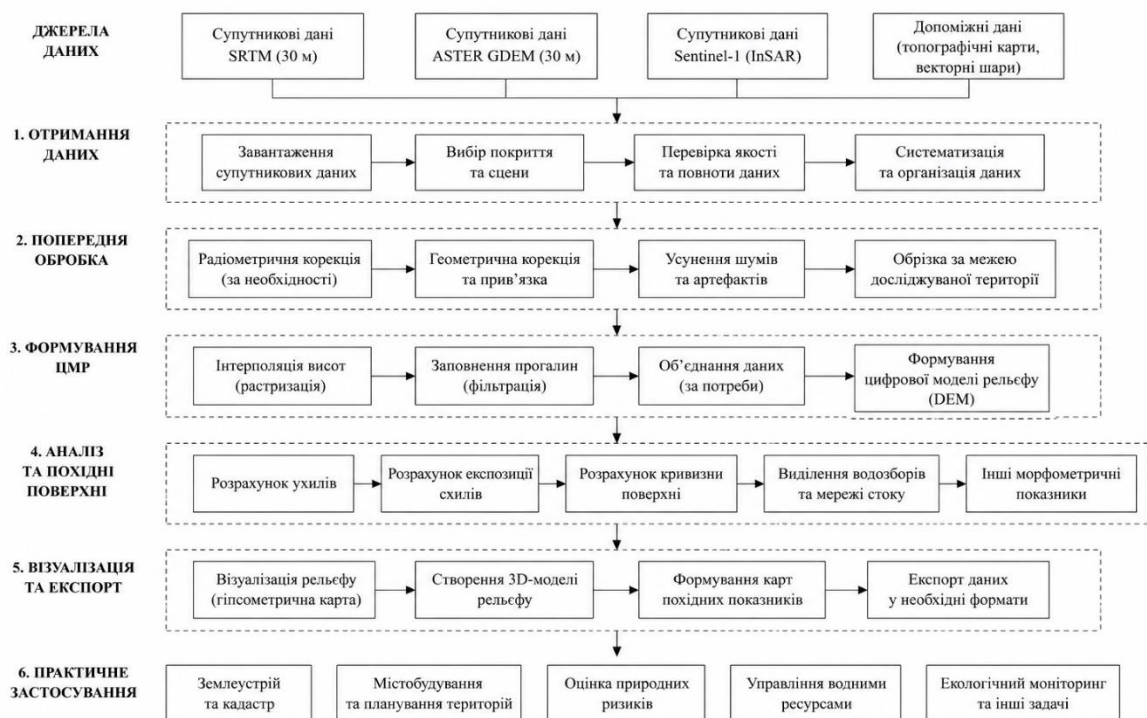 ДЖЕРЕЛА
ДАНИХ
Супутникові дані
SRTM (30 м)
Супутникові дані
ASTER GDEM (30 м)
Супутникові дані
Sentinel-1 (InSAR)
Допоміжні дані
(топографічні карти,
векторні шари)
1. ОТРИМАННЯ
ДАНИХ
Завантаження
супутникових даних
Вибір покриття
та сцени
Перевірка якості
та повноти даних
Систематизація
та організація даних
2. ПОПЕРЕДНЯ
ОБРОБКА
Радіометрична корекція
(за необхідності)
Геометрична корекція
та прив’язка
Усунення шумів
та артефактів
Обрізка за межею
досліджуваної території
3. ФОРМУВАННЯ
ЦМР
Інтерполяція висот
(растризація)
Заповнення прогалин
(фільтрація)
Об’єднання даних
(за потреби)
Формування
цифрової моделі рельєфу
(DEM)
4. АНАЛІЗ
ТА ПОХІДНІ
ПОВЕРХНІ
Розрахунок ухилів
Розрахунок експозиції
схилів
Розрахунок кривизни
поверхні
Виділення водозборів
та мережі стоку
Інші морфометричні
показники
5. ВІЗУАЛІЗАЦІЯ
ТА ЕКСПОРТ
Візуалізація рельєфу
(гіпсометрична карта)
Створення 3D-моделі
рельєфу
Формування карт
похідних показників
Експорт даних
у необхідні формати
6. ПРАКТИЧНЕ
ЗАСТОСУВАННЯ
Землеустрій
та кадастр
Містобудування
та планування територій
Оцінка природних
ризиків
Управління водними
ресурсами
Екологічний моніторинг
та інші задачі